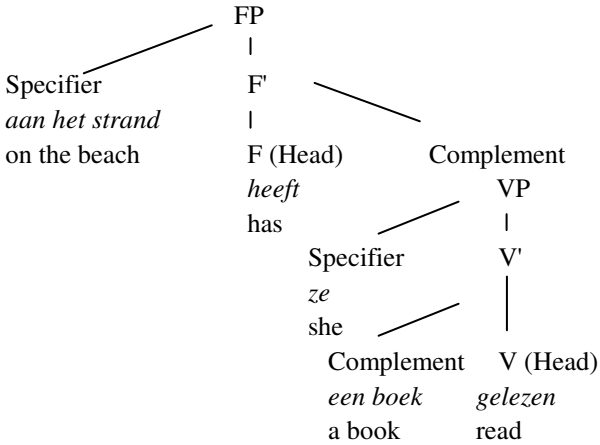 FP
Specifier F'
aan het strand
on the beach F (Head) Complement
heeft VP
has
Specifier V'
ze
she
Complement V (Head)
een boek gelezen
a book read